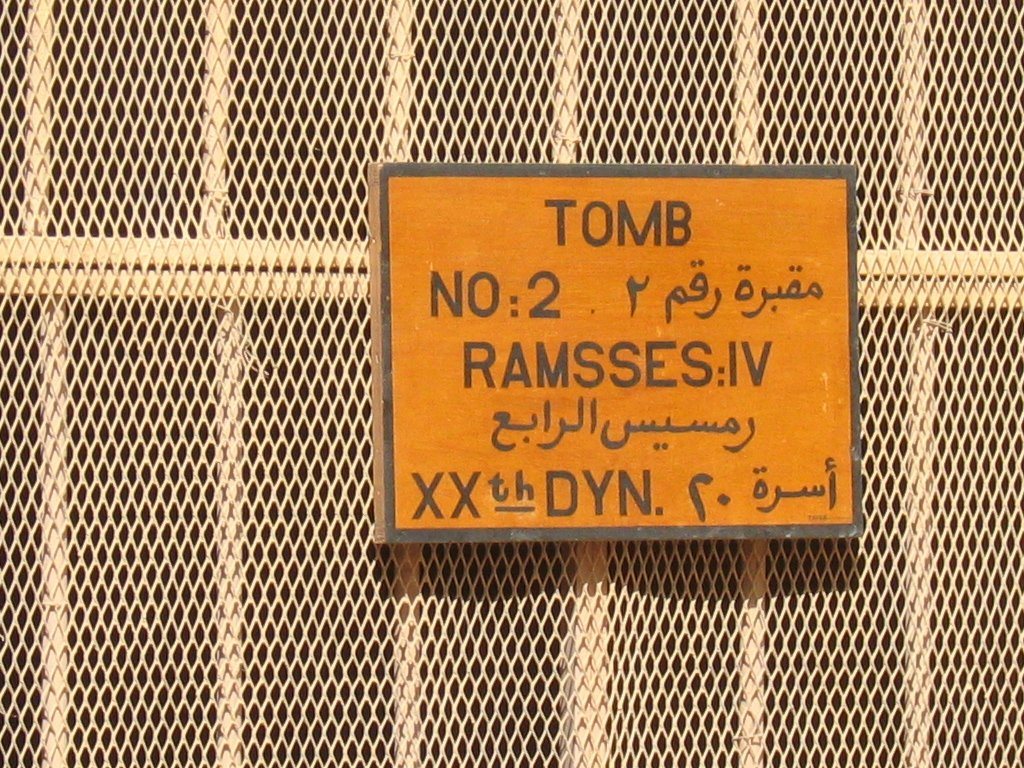 TOMB
NO:2 مقبرة رقم ٢
RAMSSES:IV
رمسيس الرابع
XXth DYN. أسرة ٢٠